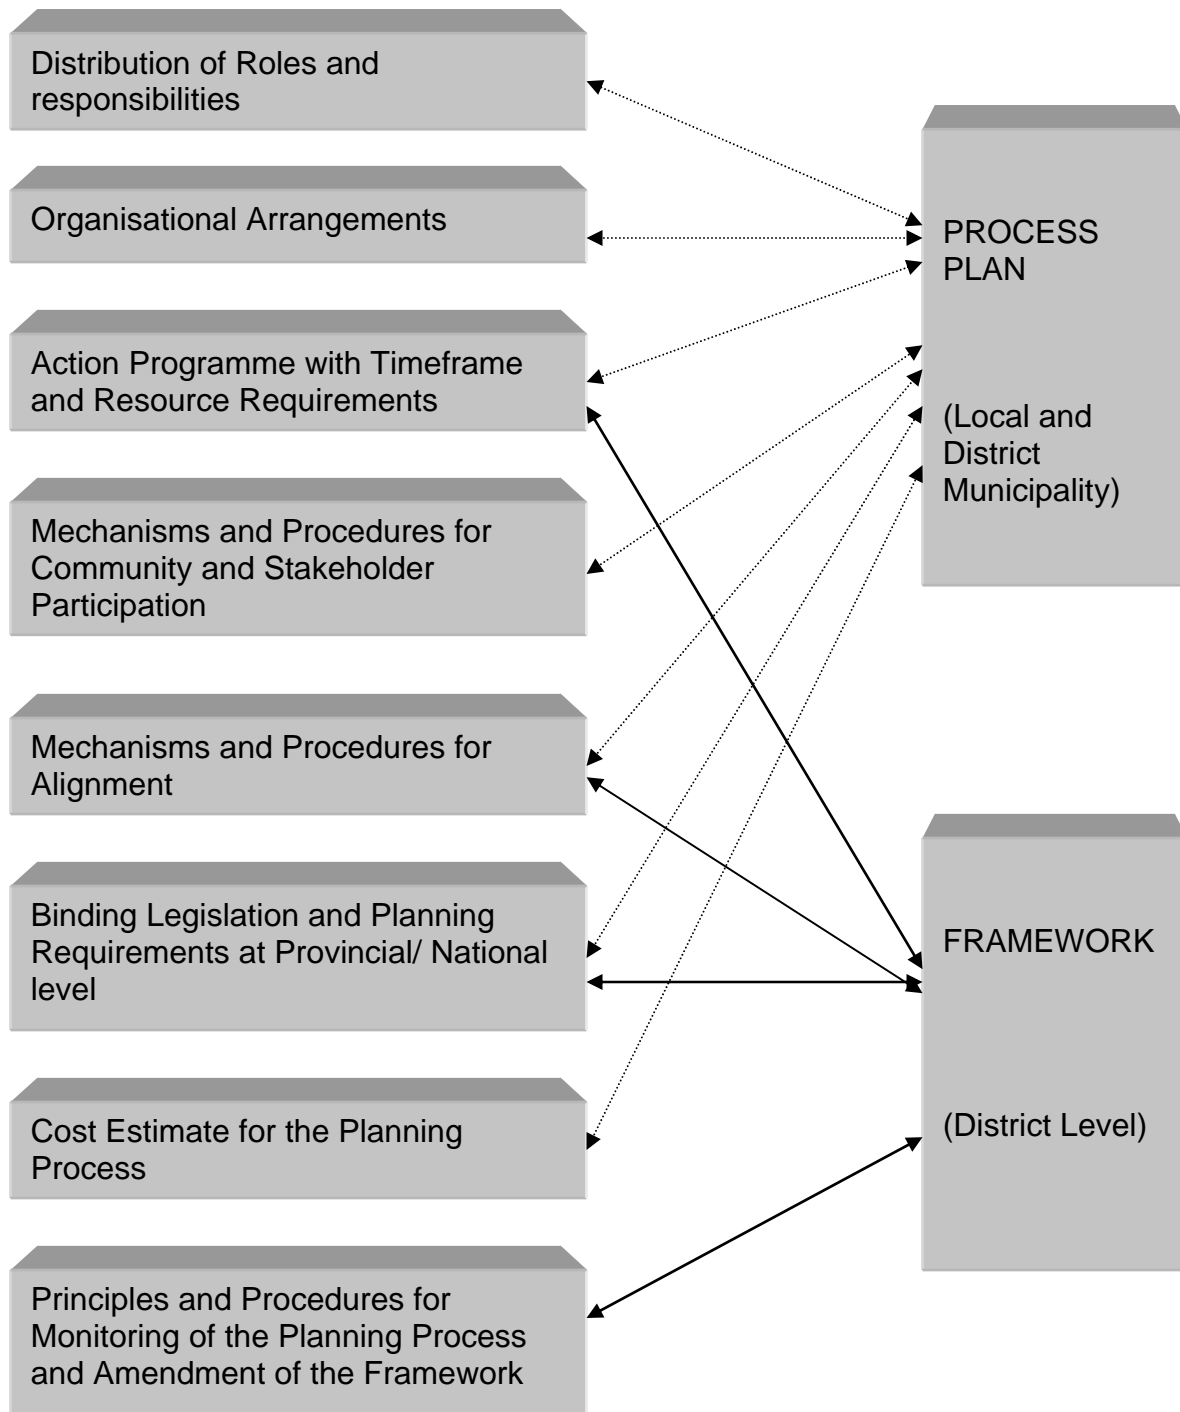 Distribution of Roles and
responsibilities
Organisational Arrangements
Action Programme with Timeframe
and Resource Requirements
Mechanisms and Procedures for
Community and Stakeholder
Participation
Mechanisms and Procedures for
Alignment
Binding Legislation and Planning
Requirements at Provincial/ National
level
Cost Estimate for the Planning
Process
Principles and Procedures for
Monitoring of the Planning Process
and Amendment of the Framework
PROCESS
PLAN
(Local and
District
Municipality)
FRAMEWORK
(District Level)